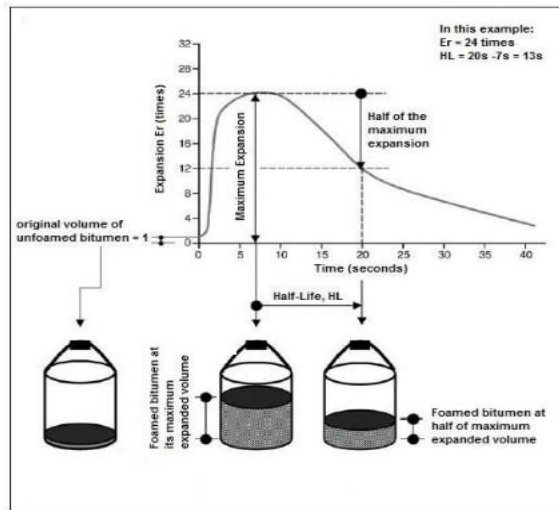 In this example:
Er = 24 times
HL = 20s -7s = 13s
Expansion Er (times)
32
28
24
20
16
12
8
4
0
Maximum Expansion
Half of the
maximum
expansion
original volume of
unfoamed bitumen = 1
0
5
10
15
20
25
30
35
40
Time (seconds)
Half-Life, HL
Foamed bitumen at
its maximum
expanded volume
Foamed bitumen at
half of maximum
expanded volume